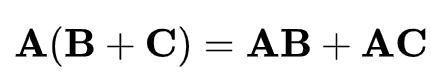 A(B + C) = AB + AC